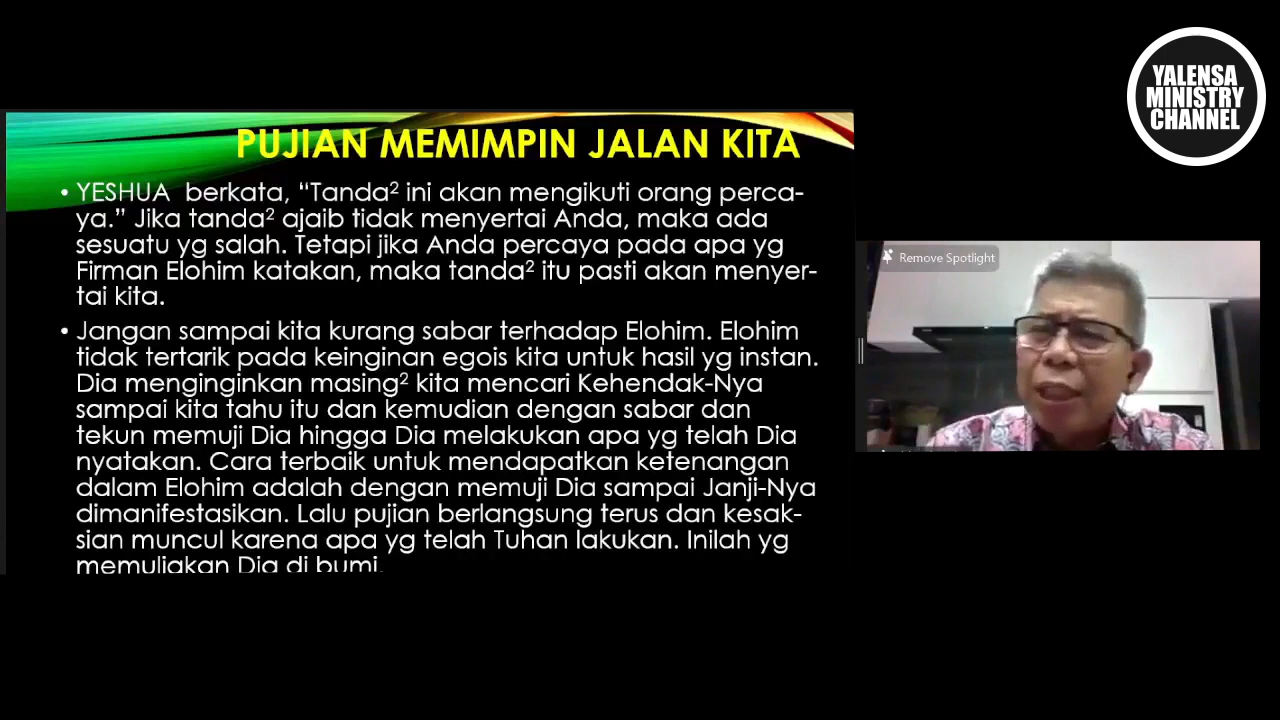 YALENSA
MINISTRY
CHANNEL
PUJIAN MEMIMPIN JALAN KITA
• YESHUA berkata, “Tanda² ini akan mengikuti orang perca-
ya.” Jika tanda² ajaib tidak menyertai Anda, maka ada
sesuatu yg salah. Tetapi jika Anda percaya pada apa yg
Firman Elohim katakan, maka tanda² itu pasti akan menyer-
tai kita.
• Jangan sampai kita kurang sabar terhadap Elohim. Elohim
tidak tertarik pada keinginan egois kita untuk hasil yg instan.
Dia menginginkan masing² kita mencari Kehendak-Nya
sampai kita tahu itu dan kemudian dengan sabar dan
tekun memuji Dia hingga Dia melakukan apa yg telah Dia
nyatakan. Cara terbaik untuk mendapatkan ketenangan
dalam Elohim adalah dengan memuji Dia sampai Janji-Nya
dimanifestasikan. Lalu pujian berlangsung terus dan kesak-
sian muncul karena apa yg telah Tuhan lakukan. Inilah yg
memuliakan Dia di bumi.
Remove Spotlight